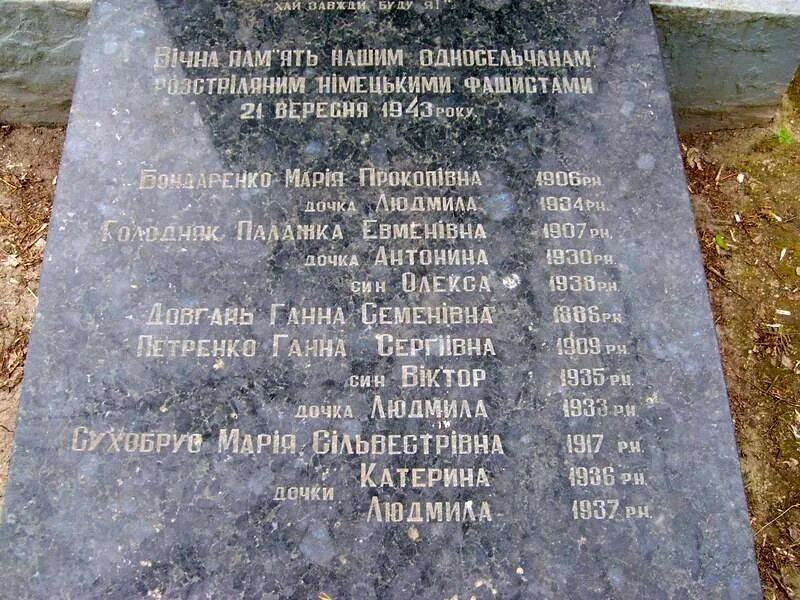 хай завжди буду я!"
Вічна пам"ять нашим односельчанам,
розстріляним німецькими фашистами
21 вересня 1943 року.
Бондаренко Марія Прокопівна 1906 р.н.
дочка Людмила 1934 р.н.
Голодняк Палажка Евменівна 1907 р.н.
дочка Антонина 1930 р.н.
син Олекса 1938 р.н.
Довгань Ганна Семенівна 1886 р.н.
Петренко Ганна Сергіївна 1909 р.н.
син Віктор 1935 р.н.
дочка Людмила 1933 р.н.
Сухобрус Марія Сільвестрівна 1917 р.н.
Катерина 1936 р.н.
дочки
Людмила 1937 р.н.